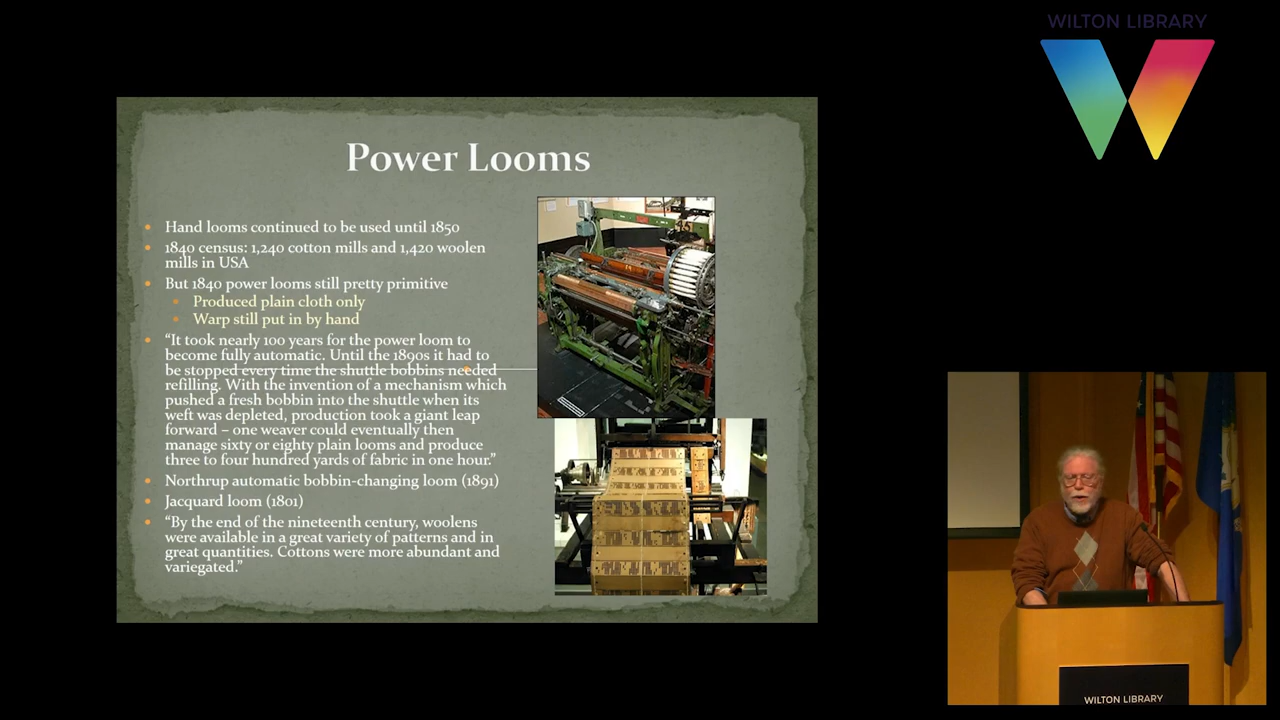 WILTON LIBRARY
Power Looms
Hand looms continued to be used until 1850
1840 census: 1,240 cotton mills and 1,420 woolen
mills in USA
But 1840 power looms still pretty primitive
Produced plain cloth only
Warp still put in by hand
“It took nearly 100 years for the power loom to
become fully automatic. Until the 1890s it had to
be stopped every time the shuttle bobbins needed
refilling. With the invention of a mechanism which
pushed a fresh bobbin into the shuttle when its
weft was depleted, production took a giant leap
forward – one weaver could eventually then
manage sixty or eighty plain looms and produce
three to four hundred yards of fabric in one hour.”
Northrup automatic bobbin-changing loom (1891)
Jacquard loom (1801)
“By the end of the nineteenth century, woolens
were available in a great variety of patterns and in
great quantities. Cottons were more abundant and
variegated.”
WILTON LIBRARY